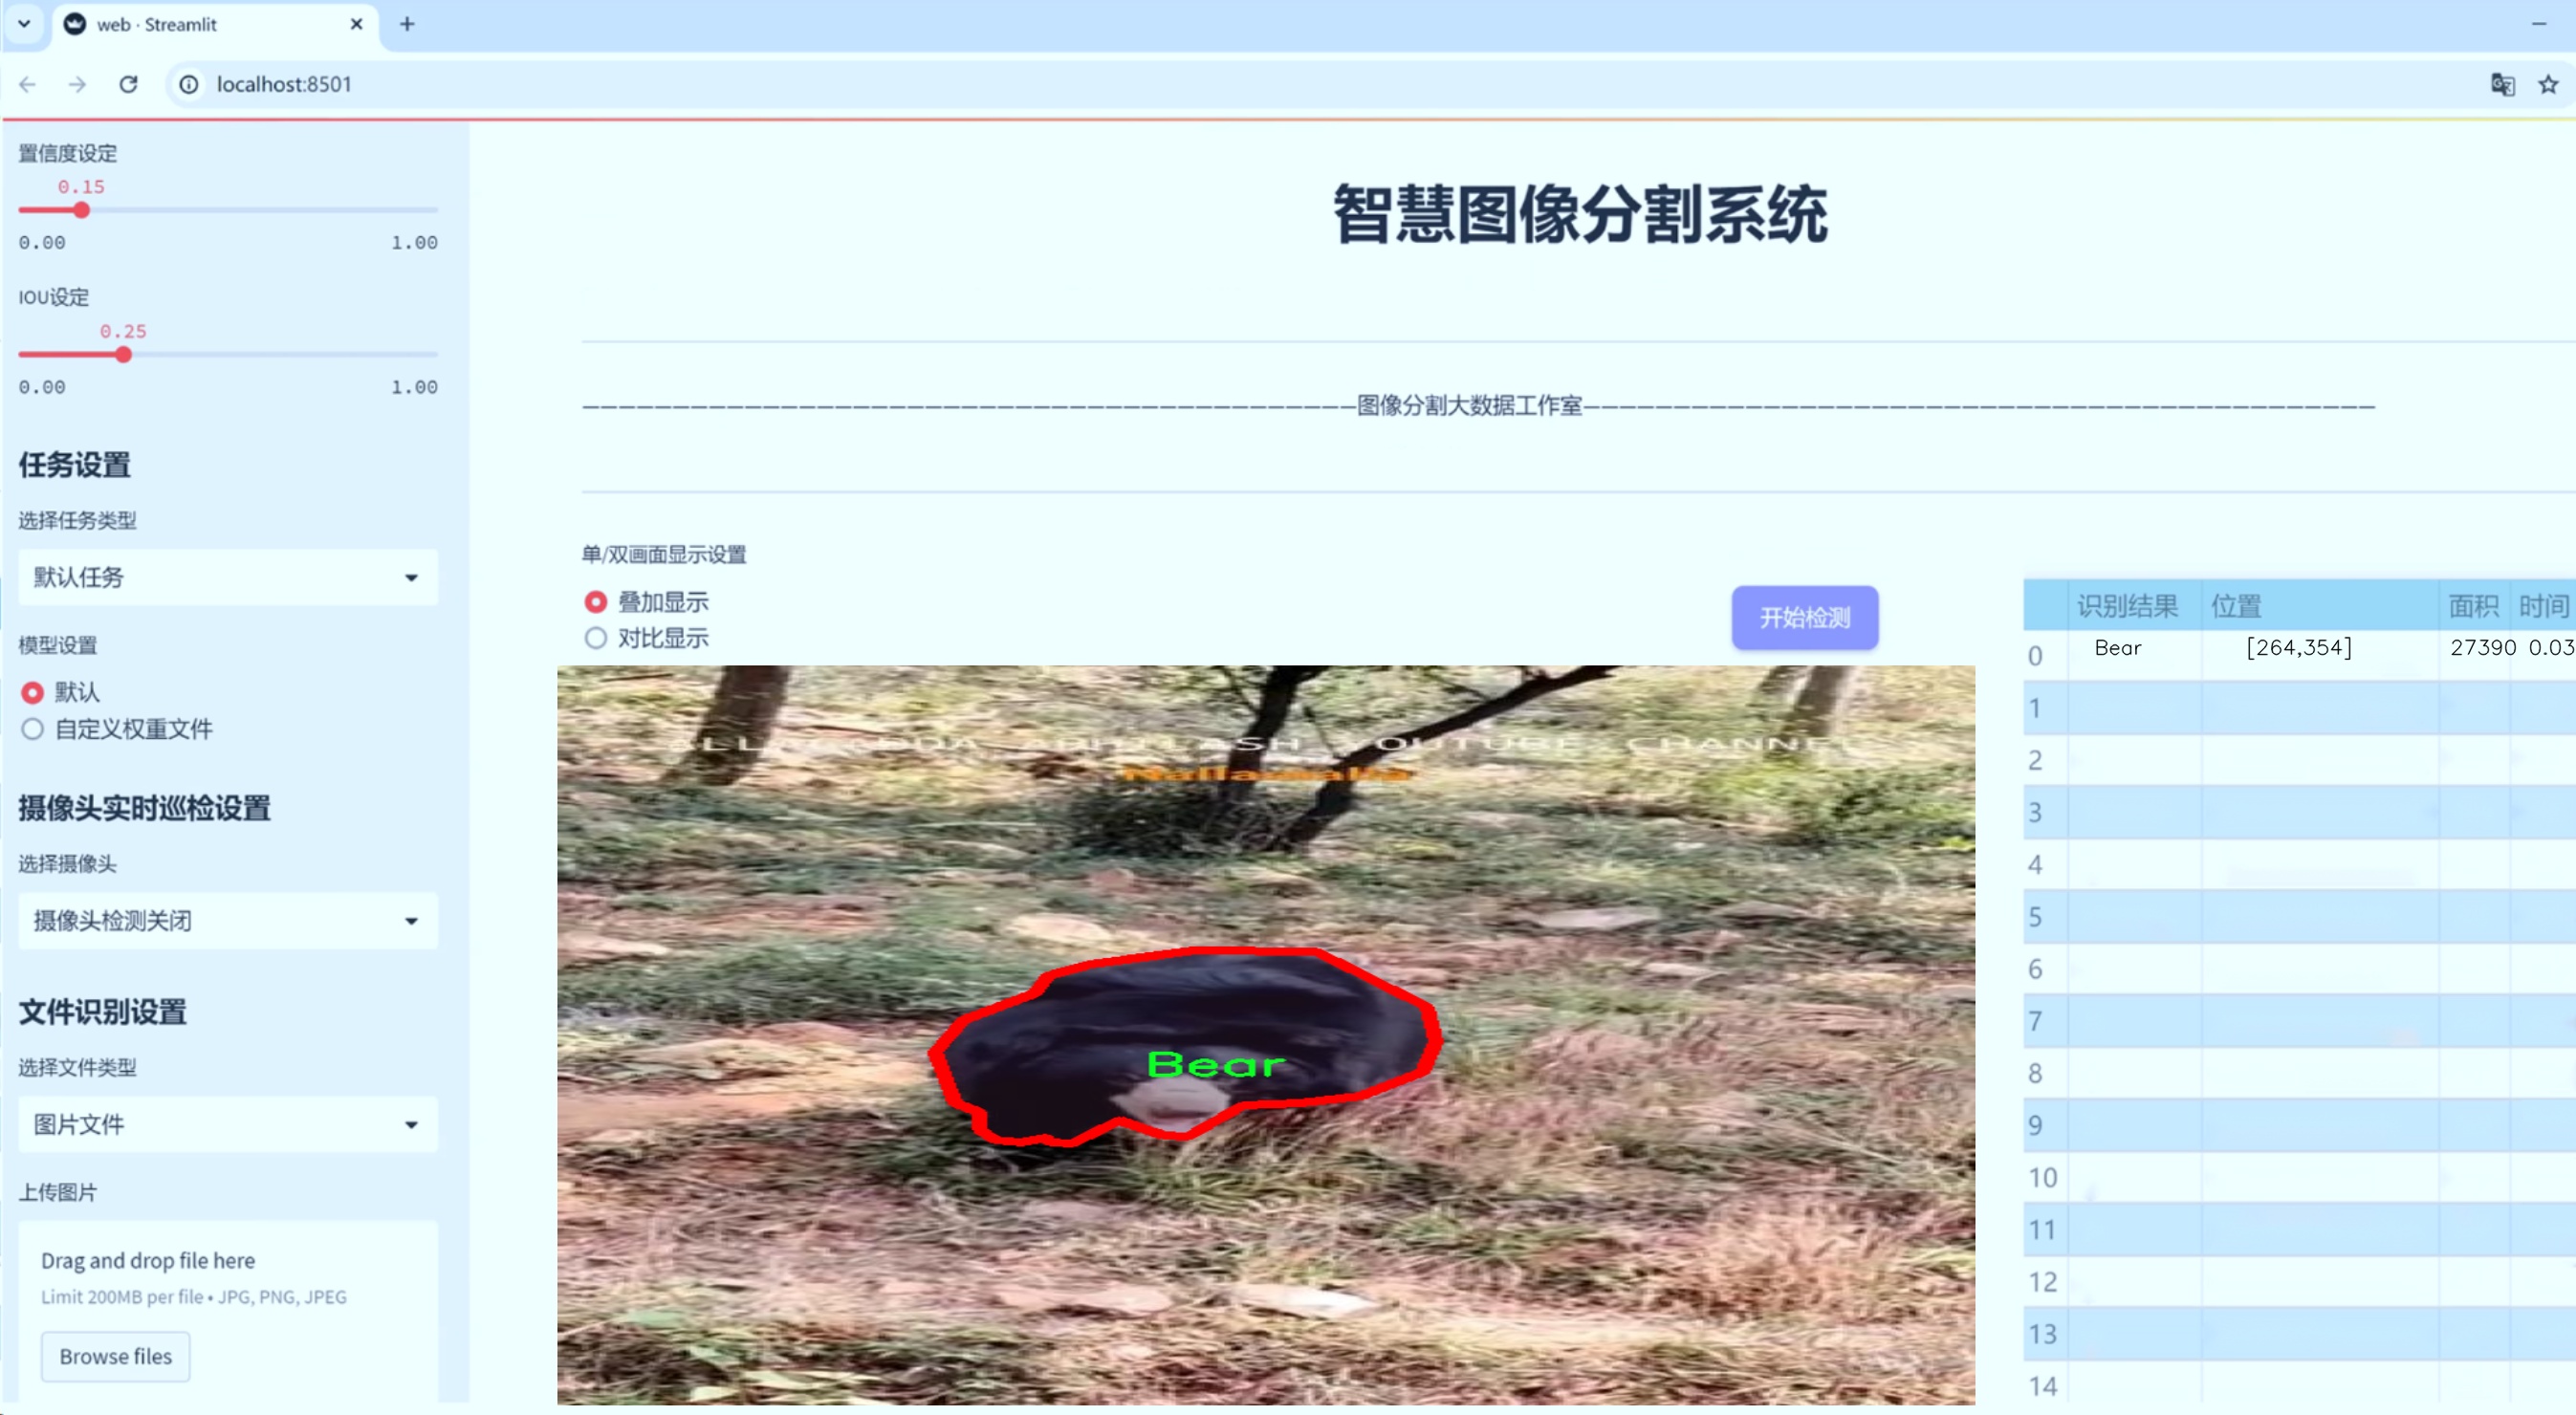 web · Streamlit
localhost:8501
置信度设定
0.15
0.00 1.00
IOU设定
0.25
0.00 1.00
任务设置
选择任务类型
默认任务
模型设置
默认
自定义权重文件
摄像头实时巡检设置
选择摄像头
摄像头检测关闭
文件识别设置
选择文件类型
图片文件
上传图片
Drag and drop file here
Limit 200MB per file • JPG, PNG, JPEG
Browse files
智慧图像分割系统
图像分割大数据工作室
单/双画面显示设置
叠加显示
对比显示
开始检测
YOUTUBE CHANNEL
Bear
识别结果 位置 面积 时间
0 Bear [264,354] 27390 0.03
1
2
3
4
5
6
7
8
9
10
11
12
13
14